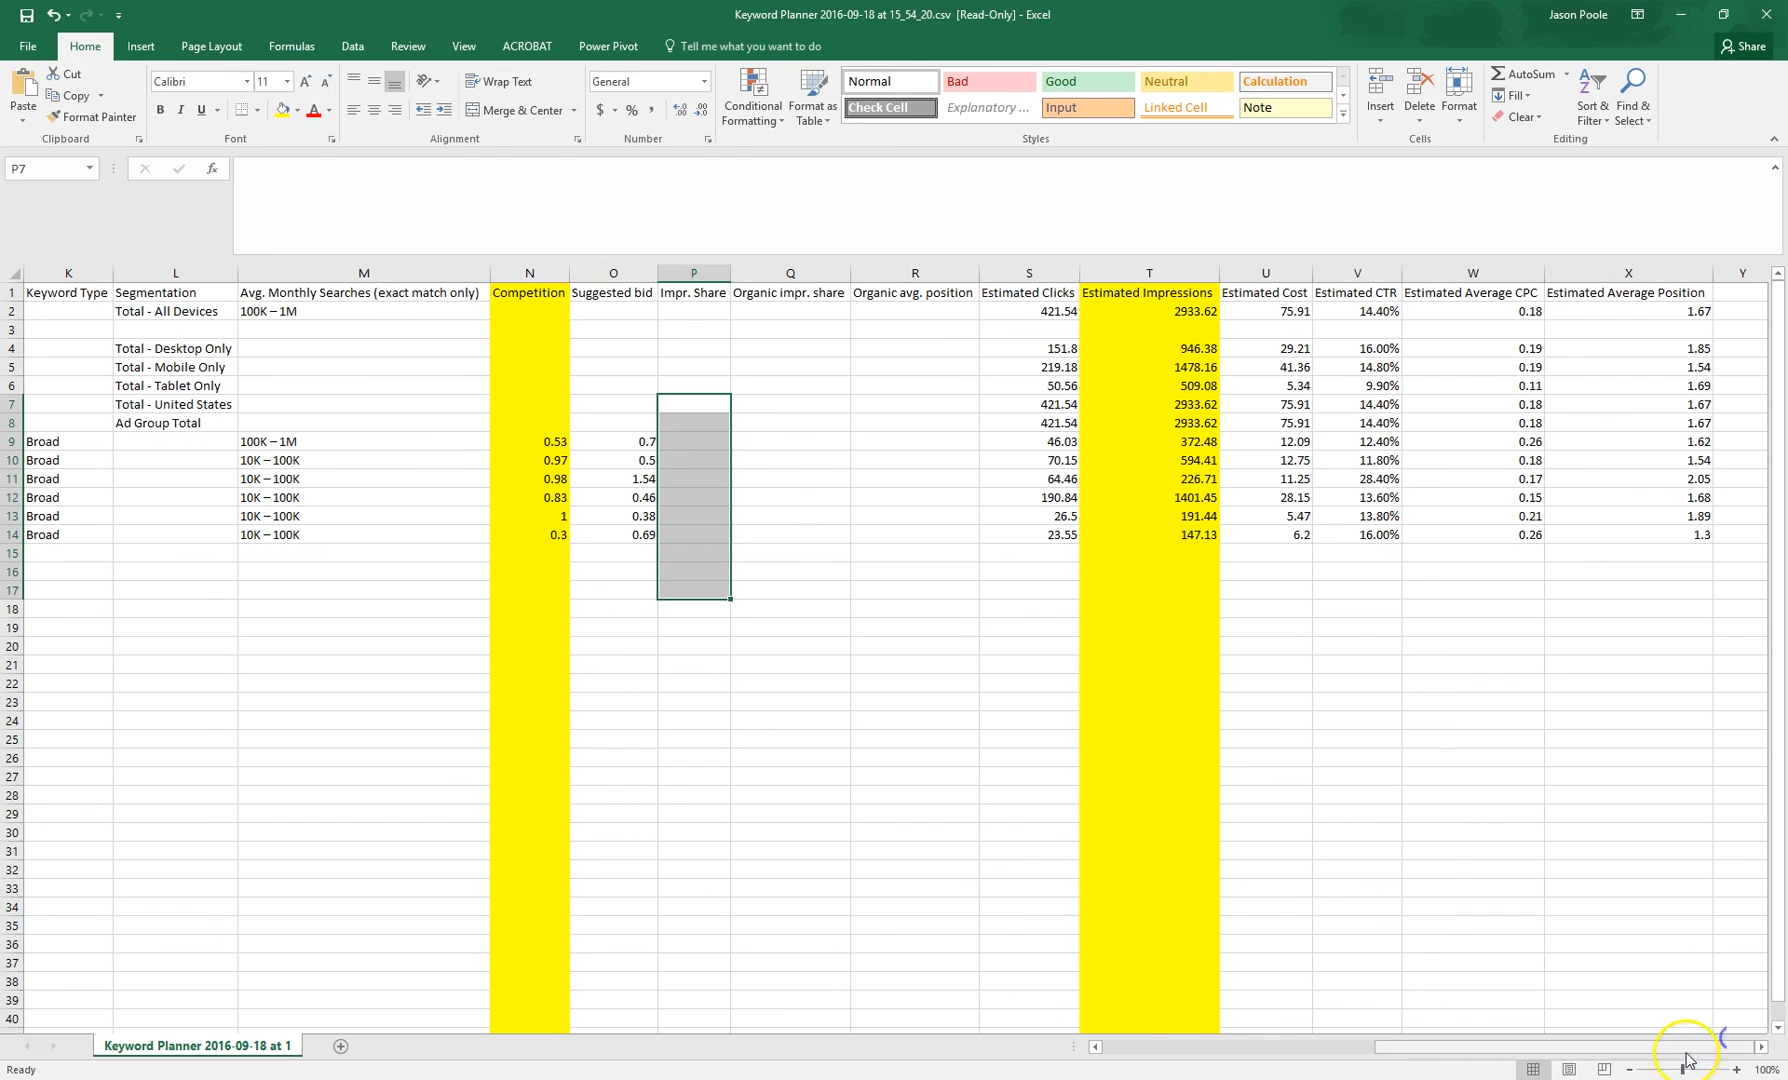 Keyword Planner 2016-09-18 at 15_54_20.csv [Read-Only] - Excel
Jason Poole
File Home Insert Page Layout Formulas Data Review View ACROBAT Power Pivot Tell me what you want to do Share
Cut
Copy
Format Painter
Paste
Clipboard
Calibri 11
B I U
Font
Wrap Text
Merge & Center
Alignment
General
$ % ,
Number
Conditional Formatting
Format as Table
Normal Bad Good Neutral Calculation
Check Cell Explanatory ... Input Linked Cell Note
Styles
Insert Delete Format
Cells
AutoSum
Fill
Clear
Sort & Filter
Find & Select
Editing
P7 fx
K L M N O P Q R S T U V W X Y
1 Keyword Type Segmentation Avg. Monthly Searches (exact match only) Competition Suggested bid Impr. Share Organic impr. share Organic avg. position Estimated Clicks Estimated Impressions Estimated Cost Estimated CTR Estimated Average CPC Estimated Average Position
2 Total - All Devices 100K – 1M 421.54 2933.62 75.91 14.40% 0.18 1.67
3
4 Total - Desktop Only 151.8 946.38 29.21 16.00% 0.19 1.85
5 Total - Mobile Only 219.18 1478.16 41.36 14.80% 0.19 1.54
6 Total - Tablet Only 50.56 509.08 5.34 9.90% 0.11 1.69
7 Total - United States 421.54 2933.62 75.91 14.40% 0.18 1.67
8 Ad Group Total 421.54 2933.62 75.91 14.40% 0.18 1.67
9 Broad 100K – 1M 0.53 0.7 46.03 372.48 12.09 12.40% 0.26 1.62
10 Broad 10K – 100K 0.97 0.5 70.15 594.41 12.75 11.80% 0.18 1.54
11 Broad 10K – 100K 0.98 1.54 64.46 226.71 11.25 28.40% 0.17 2.05
12 Broad 10K – 100K 0.83 0.46 190.84 1401.45 28.15 13.60% 0.15 1.68
13 Broad 10K – 100K 1 0.38 26.5 191.44 5.47 13.80% 0.21 1.89
14 Broad 10K – 100K 0.3 0.69 23.55 147.13 6.2 16.00% 0.26 1.3
15
16
17
18
19
20
21
22
23
24
25
26
27
28
29
30
31
32
33
34
35
36
37
38
39
40
Keyword Planner 2016-09-18 at 1
Ready
100%